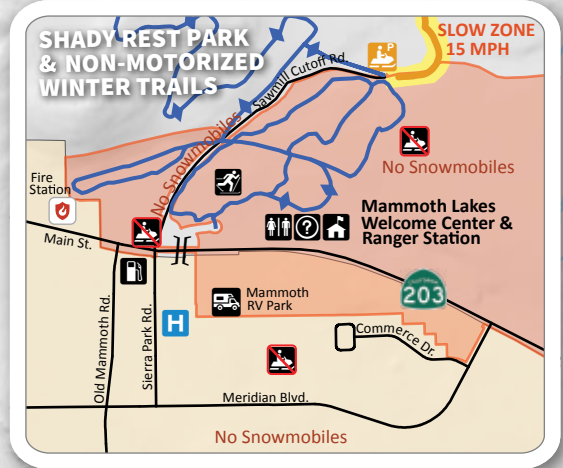 SHADY REST PARK
& NON-MOTORIZED
WINTER TRAILS
SLOW ZONE
15 MPH
P
Sawmill Cutoff Rd.
No Snowmobiles
No Snowmobiles
Fire
Station
Mammoth Lakes
Welcome Center &
Ranger Station
?
Main St.
203
Mammoth
RV Park
H
Old Mammoth Rd.
Sierra Park Rd.
Commerce Dr.
Meridian Blvd.
No Snowmobiles